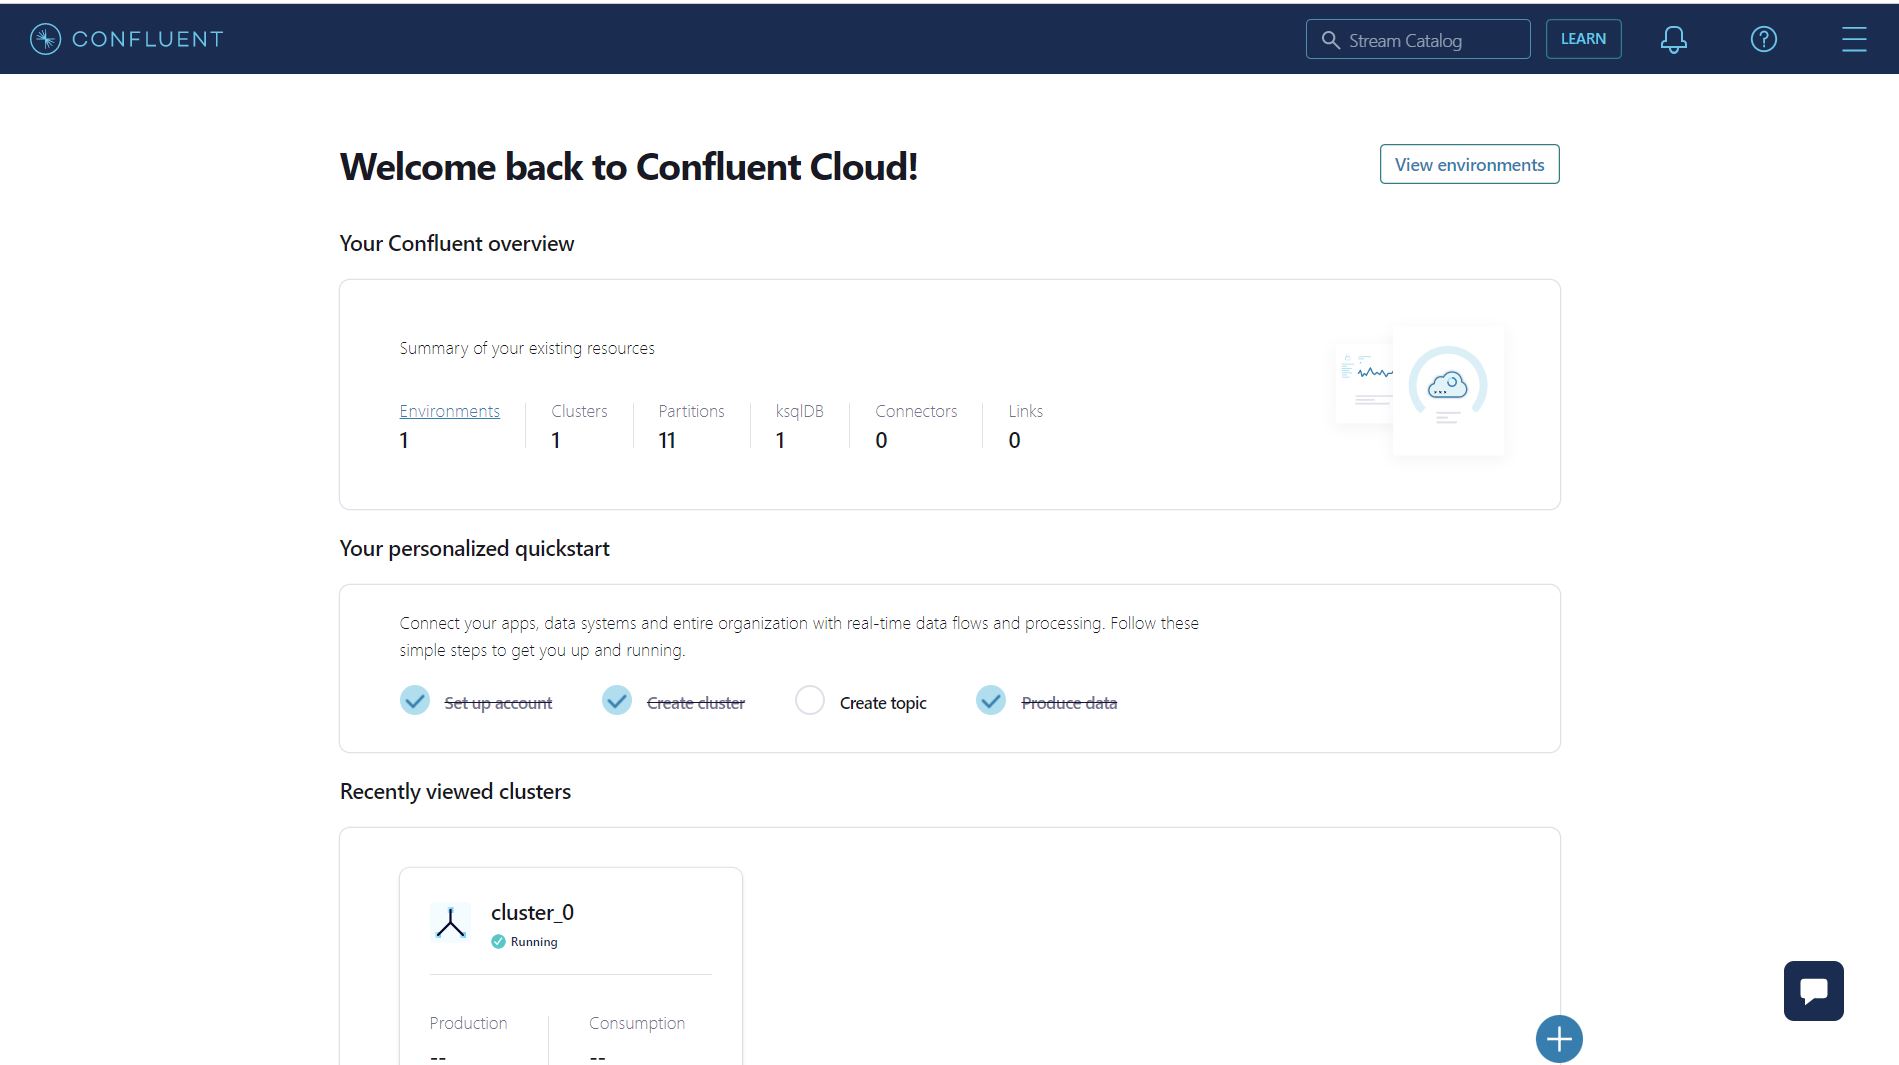 CONFLUENT
Stream Catalog
LEARN
Welcome back to Confluent Cloud!
View environments
Your Confluent overview
Summary of your existing resources
Environments Clusters Partitions ksqlDB Connectors Links
1 1 11 1 0 0
Your personalized quickstart
Connect your apps, data systems and entire organization with real-time data flows and processing. Follow these
simple steps to get you up and running.
Set up account Create cluster Create topic Produce data
Recently viewed clusters
cluster_0
Running
Production Consumption
-- --